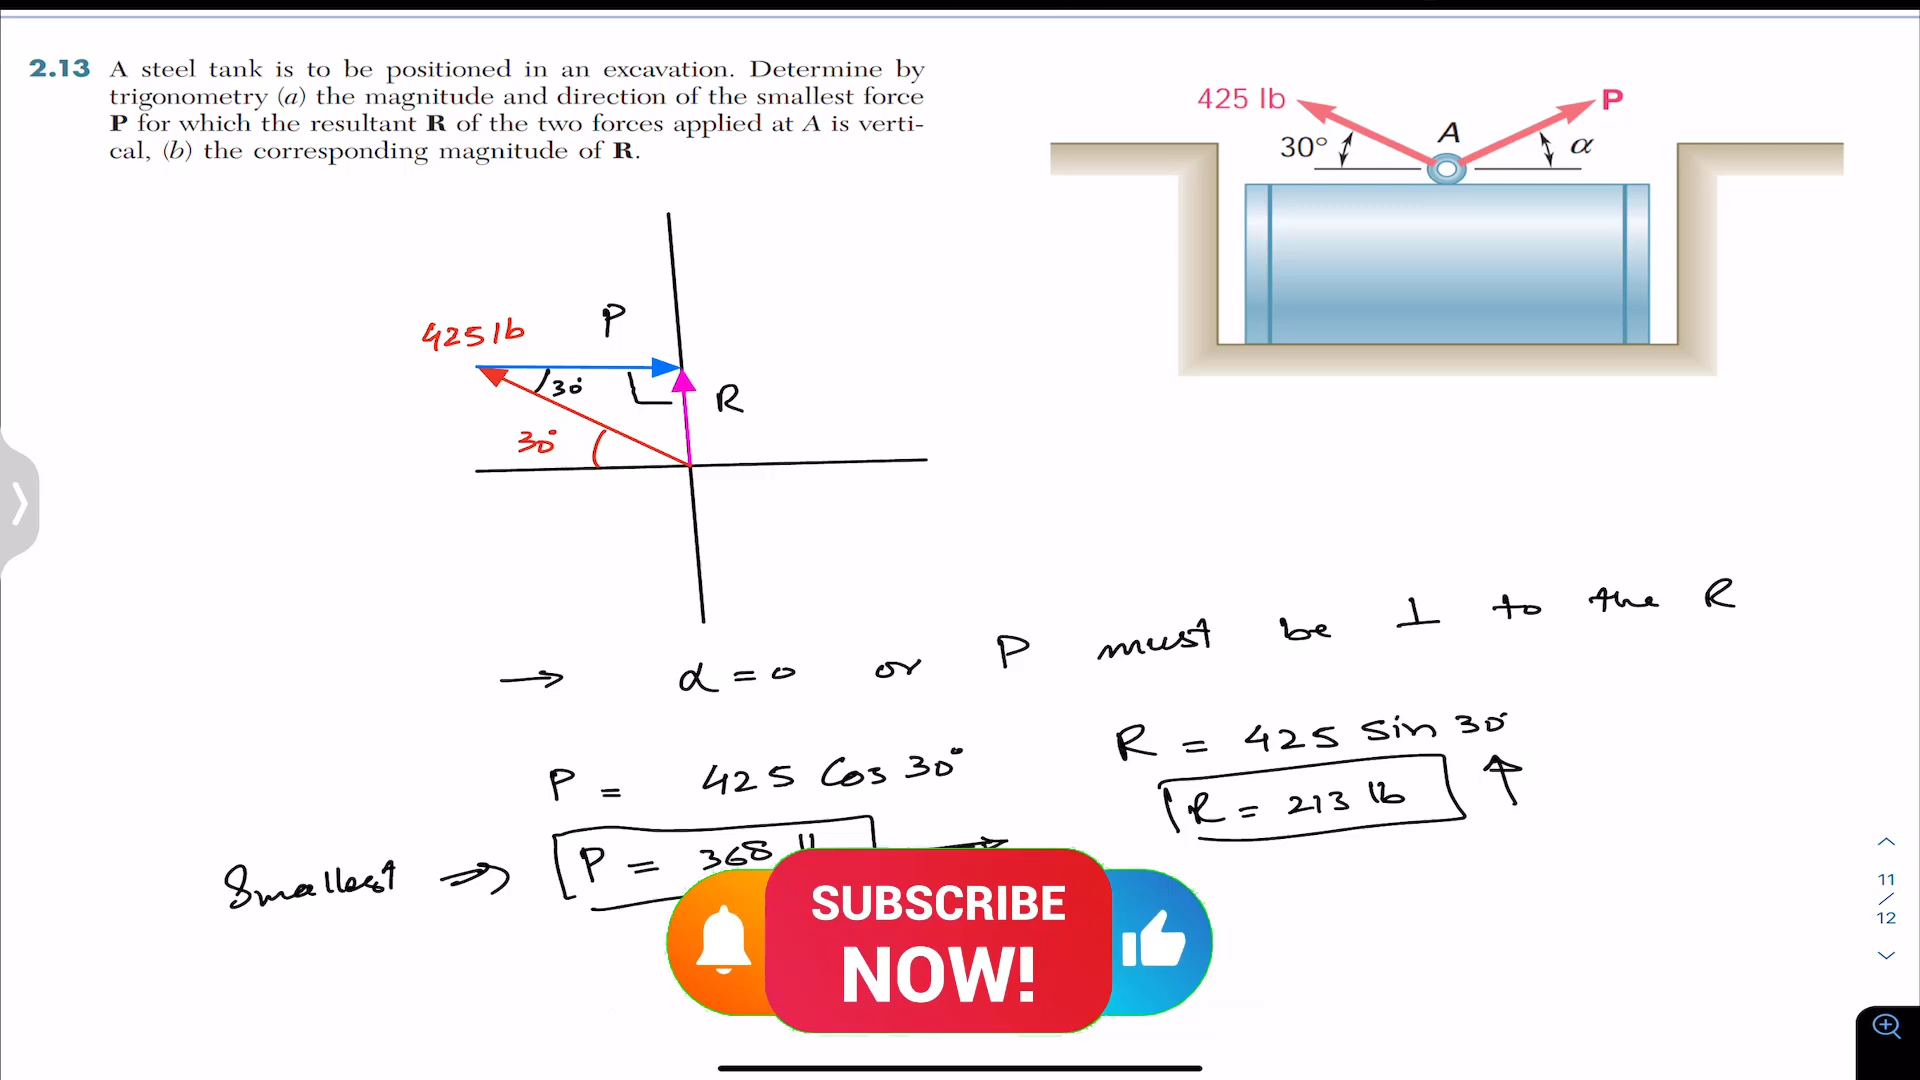 2.13 A steel tank is to be positioned in an excavation. Determine by
trigonometry (a) the magnitude and direction of the smallest force
P for which the resultant R of the two forces applied at A is verti-
cal, (b) the corresponding magnitude of R.
425 lb
P
30°
A
α
P
425 lb
30°
R
30°
→ α = 0 or P must be ⊥ to the R
P = 425 Cos 30°
R = 425 Sin 30°
R = 213 lb ↑
Smallest ⇒ P = 368
SUBSCRIBE
NOW!
11
/
12